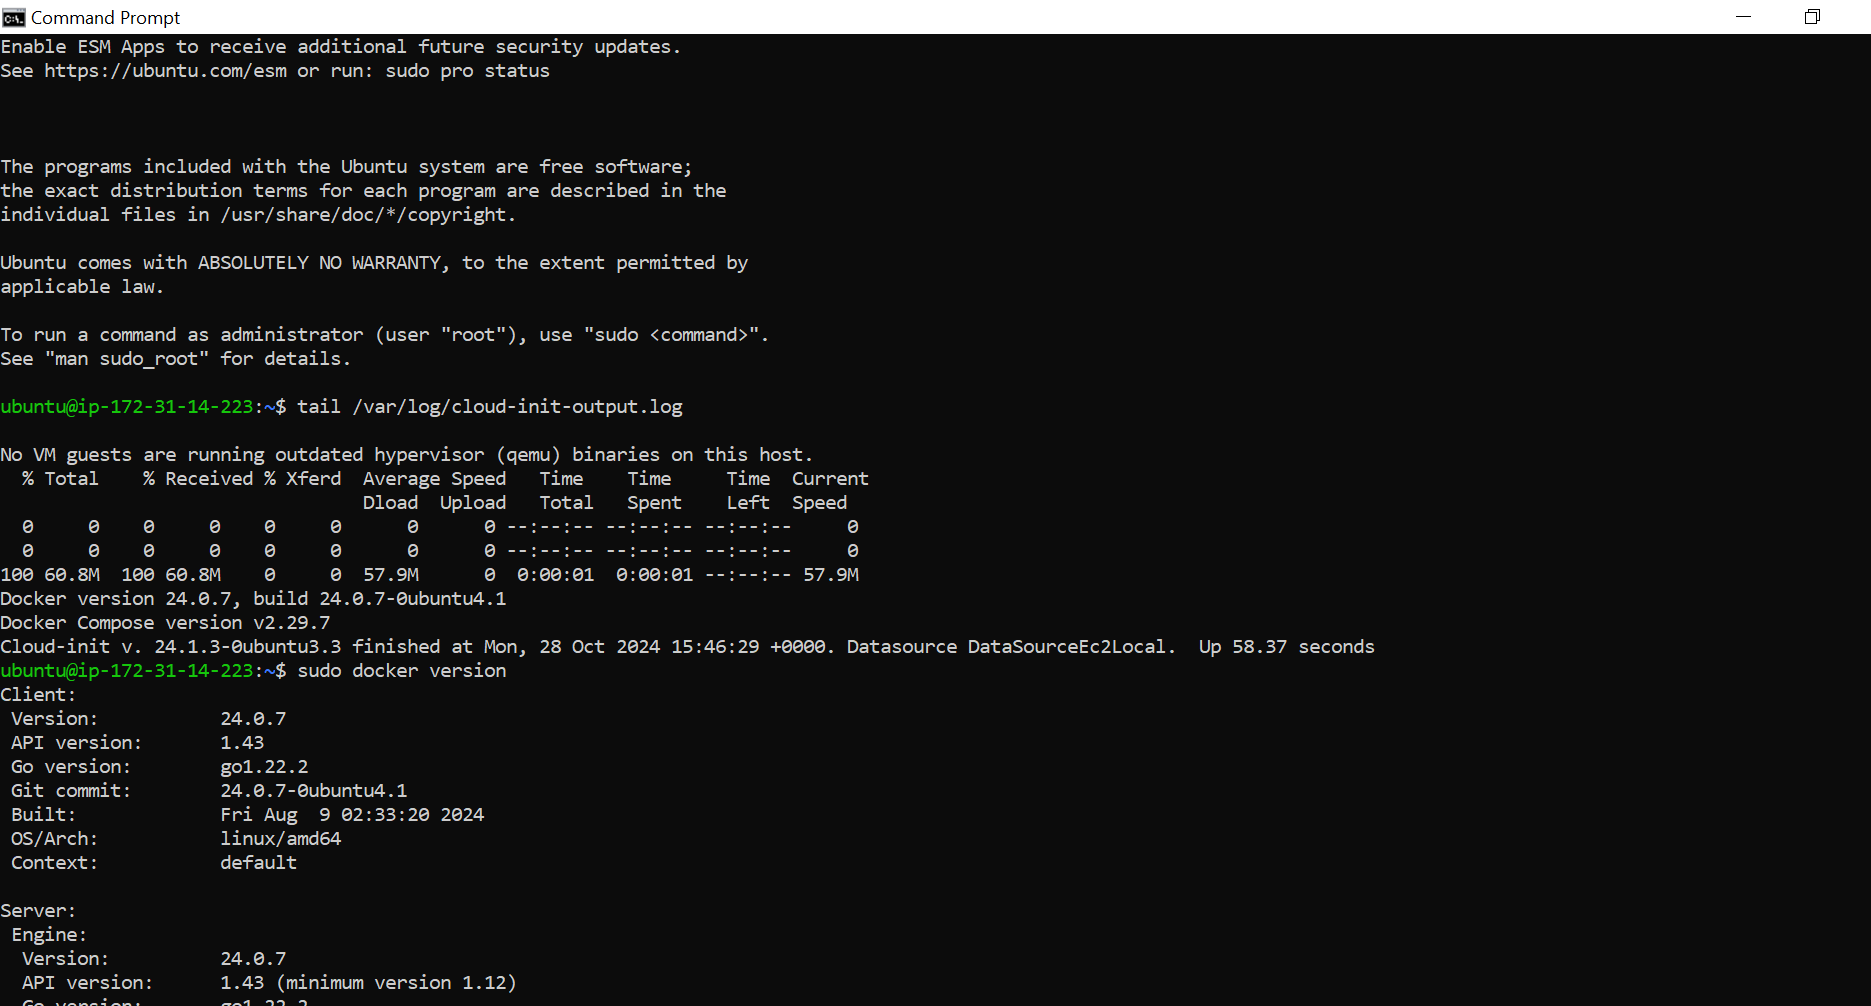 Command Prompt
Enable ESM Apps to receive additional future security updates.
See https://ubuntu.com/esm or run: sudo pro status
The programs included with the Ubuntu system are free software;
the exact distribution terms for each program are described in the
individual files in /usr/share/doc/*/copyright.
Ubuntu comes with ABSOLUTELY NO WARRANTY, to the extent permitted by
applicable law.
To run a command as administrator (user "root"), use "sudo <command>".
See "man sudo_root" for details.
ubuntu@ip-172-31-14-223:~$ tail /var/log/cloud-init-output.log
No VM guests are running outdated hypervisor (qemu) binaries on this host.
  % Total    % Received % Xferd  Average Speed   Time    Time     Time  Current
                                 Dload  Upload   Total   Spent    Left  Speed
  0     0    0     0    0     0      0      0 --:--:-- --:--:-- --:--:--     0
  0     0    0     0    0     0      0      0 --:--:-- --:--:-- --:--:--     0
100 60.8M  100 60.8M    0     0  57.9M      0  0:00:01  0:00:01 --:--:-- 57.9M
Docker version 24.0.7, build 24.0.7-0ubuntu4.1
Docker Compose version v2.29.7
Cloud-init v. 24.1.3-0ubuntu3.3 finished at Mon, 28 Oct 2024 15:46:29 +0000. Datasource DataSourceEc2Local.  Up 58.37 seconds
ubuntu@ip-172-31-14-223:~$ sudo docker version
Client:
 Version:           24.0.7
 API version:       1.43
 Go version:        go1.22.2
 Git commit:        24.0.7-0ubuntu4.1
 Built:             Fri Aug  9 02:33:20 2024
 OS/Arch:           linux/amd64
 Context:           default
Server:
 Engine:
  Version:          24.0.7
  API version:      1.43 (minimum version 1.12)
  Go version:       go1.22.2